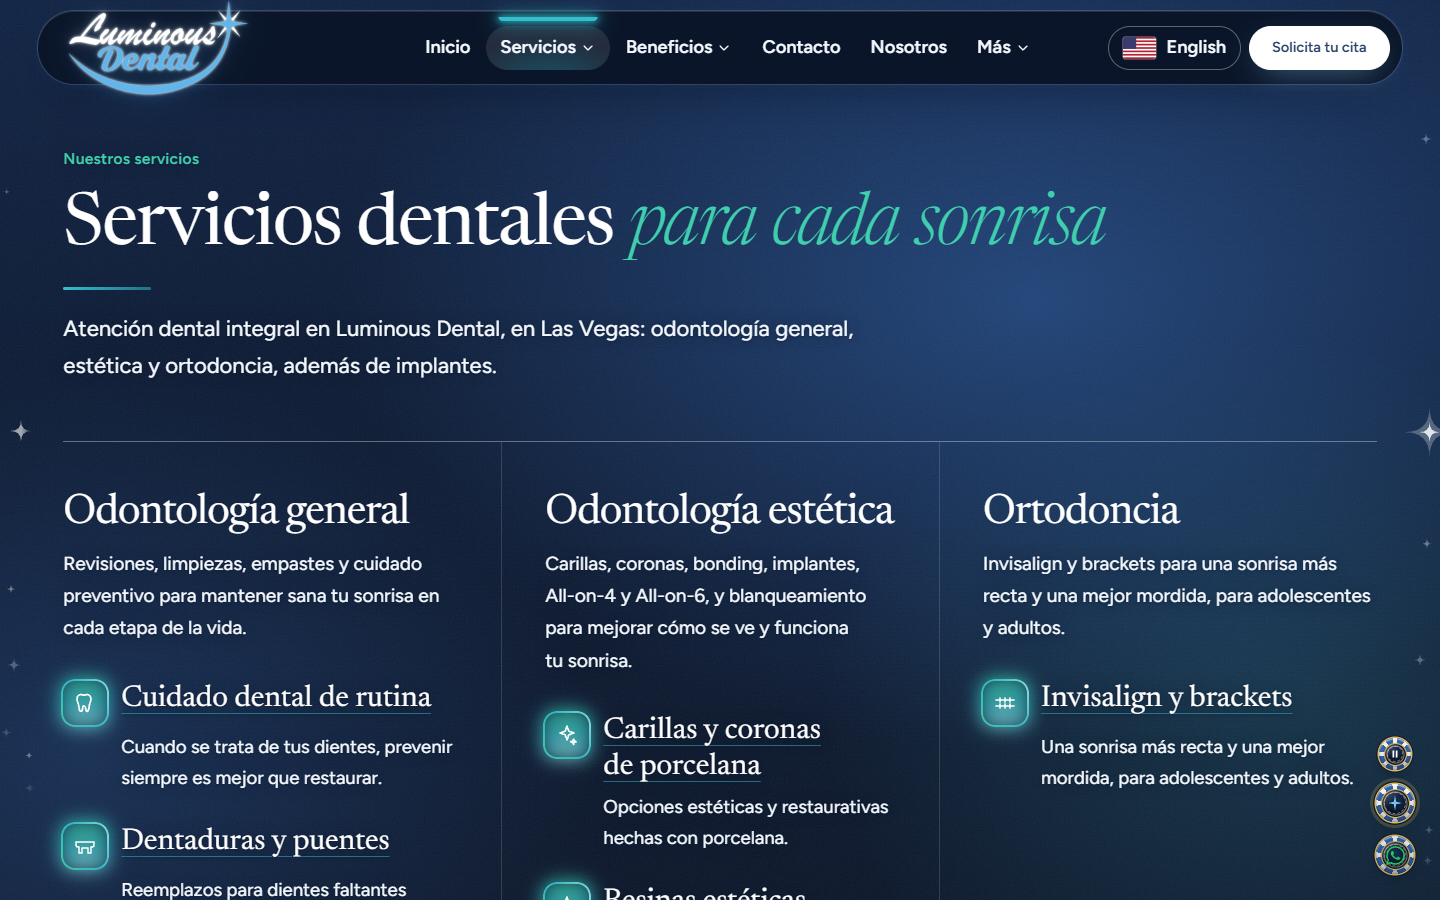 Luminous
Dental
Inicio
Servicios
Beneficios
Contacto
Nosotros
Más
English
Solicita tu cita
Nuestros servicios
Servicios dentales para cada sonrisa
Atención dental integral en Luminous Dental, en Las Vegas: odontología general,
estética y ortodoncia, además de implantes.
Odontología general
Revisiones, limpiezas, empastes y cuidado
preventivo para mantener sana tu sonrisa en
cada etapa de la vida.
Cuidado dental de rutina
Cuando se trata de tus dientes, prevenir
siempre es mejor que restaurar.
Dentaduras y puentes
Reemplazos para dientes faltantes
Odontología estética
Carillas, coronas, bonding, implantes,
All-on-4 y All-on-6, y blanqueamiento
para mejorar cómo se ve y funciona
tu sonrisa.
Carillas y coronas
de porcelana
Opciones estéticas y restaurativas
hechas con porcelana.
Resinas estéticas
Ortodoncia
Invisalign y brackets para una sonrisa más
recta y una mejor mordida, para adolescentes
y adultos.
Invisalign y brackets
Una sonrisa más recta y una mejor
mordida, para adolescentes y adultos.